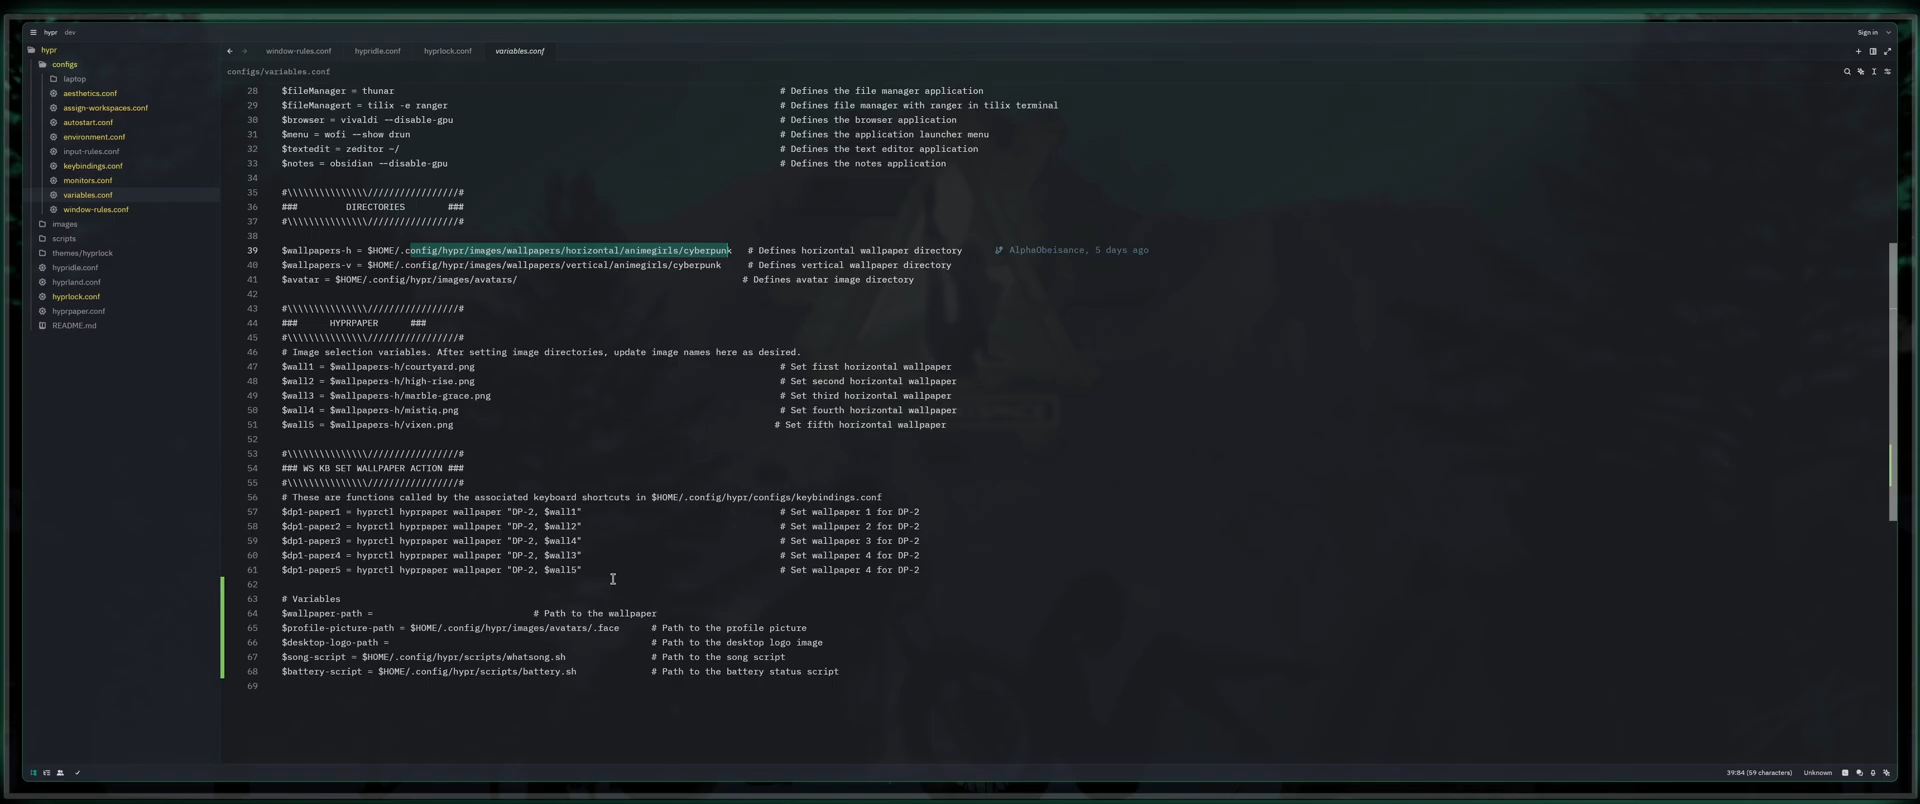 hypr dev
Sign in
hypr
configs
laptop
aesthetics.conf
assign-workspaces.conf
autostart.conf
environment.conf
input-rules.conf
keybindings.conf
monitors.conf
variables.conf
window-rules.conf
images
scripts
themes/hyprlock
hypridle.conf
hyprland.conf
hyprlock.conf
hyprpaper.conf
README.md
window-rules.conf hypridle.conf hyprlock.conf variables.conf
configs/variables.conf
28 $fileManager = thunar # Defines the file manager application
29 $fileManagert = tilix -e ranger # Defines file manager with ranger in tilix terminal
30 $browser = vivaldi --disable-gpu # Defines the browser application
31 $menu = wofi --show drun # Defines the application launcher menu
32 $textedit = zeditor ~/ # Defines the text editor application
33 $notes = obsidian --disable-gpu # Defines the notes application
34
35 #\\\\\\\\\\\\\\\\/////////////////#
36 ### DIRECTORIES ###
37 #\\\\\\\\\\\\\\\\/////////////////#
38
39 $wallpapers-h = $HOME/.config/hypr/images/wallpapers/horizontal/animegirls/cyberpunk # Defines horizontal wallpaper directory AlphaObeisance, 5 days ago
40 $wallpapers-v = $HOME/.config/hypr/images/wallpapers/vertical/animegirls/cyberpunk # Defines vertical wallpaper directory
41 $avatar = $HOME/.config/hypr/images/avatars/ # Defines avatar image directory
42
43 #\\\\\\\\\\\\\\\\/////////////////#
44 ### HYPRPAPER ###
45 #\\\\\\\\\\\\\\\\/////////////////#
46 # Image selection variables. After setting image directories, update image names here as desired.
47 $wall1 = $wallpapers-h/courtyard.png # Set first horizontal wallpaper
48 $wall2 = $wallpapers-h/high-rise.png # Set second horizontal wallpaper
49 $wall3 = $wallpapers-h/marble-grace.png # Set third horizontal wallpaper
50 $wall4 = $wallpapers-h/mistiq.png # Set fourth horizontal wallpaper
51 $wall5 = $wallpapers-h/vixen.png # Set fifth horizontal wallpaper
52
53 #\\\\\\\\\\\\\\\\/////////////////#
54 ### WS KB SET WALLPAPER ACTION ###
55 #\\\\\\\\\\\\\\\\/////////////////#
56 # These are functions called by the associated keyboard shortcuts in $HOME/.config/hypr/configs/keybindings.conf
57 $dp1-paper1 = hyprctl hyprpaper wallpaper "DP-2, $wall1" # Set wallpaper 1 for DP-2
58 $dp1-paper2 = hyprctl hyprpaper wallpaper "DP-2, $wall2" # Set wallpaper 2 for DP-2
59 $dp1-paper3 = hyprctl hyprpaper wallpaper "DP-2, $wall4" # Set wallpaper 3 for DP-2
60 $dp1-paper4 = hyprctl hyprpaper wallpaper "DP-2, $wall3" # Set wallpaper 4 for DP-2
61 $dp1-paper5 = hyprctl hyprpaper wallpaper "DP-2, $wall5" # Set wallpaper 4 for DP-2
62
63 # Variables
64 $wallpaper-path = # Path to the wallpaper
65 $profile-picture-path = $HOME/.config/hypr/images/avatars/.face # Path to the profile picture
66 $desktop-logo-path = # Path to the desktop logo image
67 $song-script = $HOME/.config/hypr/scripts/whatsong.sh # Path to the song script
68 $battery-script = $HOME/.config/hypr/scripts/battery.sh # Path to the battery status script
69
39:84 (59 characters) Unknown